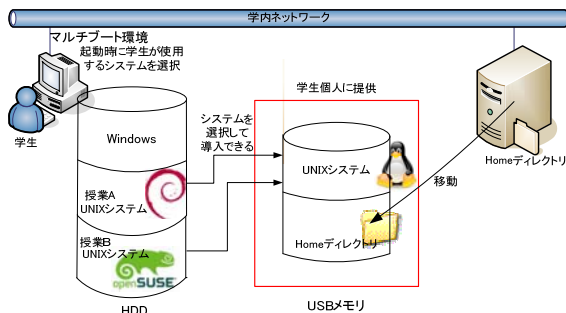 学内ネットワーク
マルチブート環境
起動時に学生が使用
するシステムを選択
学生
Windows
授業A
UNIXシステム
授業B
UNIXシステム
openSUSE
HDD
システムを
選択して
導入できる
学生個人に提供
UNIXシステム
Homeディレクトリ
USBメモリ
移動
Homeディレクトリ